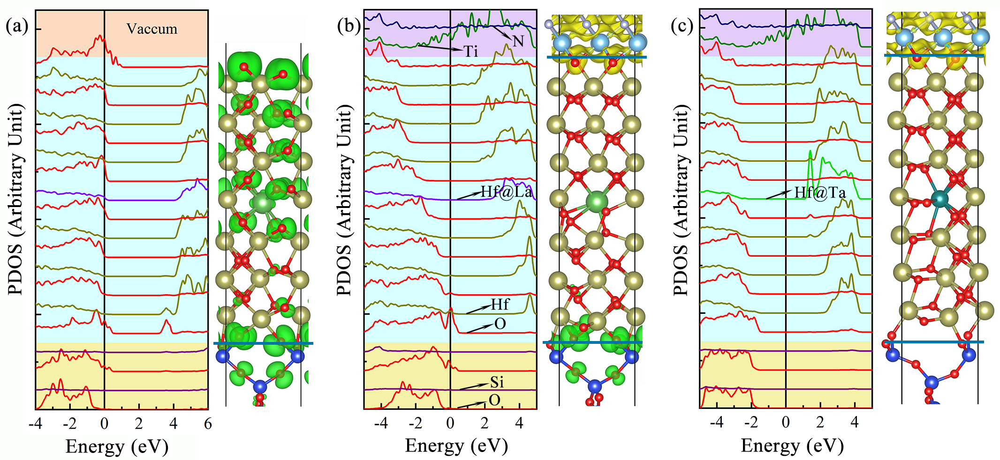 (a)
Vaccum
PDOS (Arbitrary Unit)
-4 -2 0 2 4 6
Energy (eV)
(b)
N
Ti
Hf@La
Hf
O
Si
O
PDOS (Arbitrary Unit)
-4 -2 0 2 4
Energy (eV)
(c)
Hf@Ta
PDOS (Arbitrary Unit)
-4 -2 0 2 4
Energy (eV)